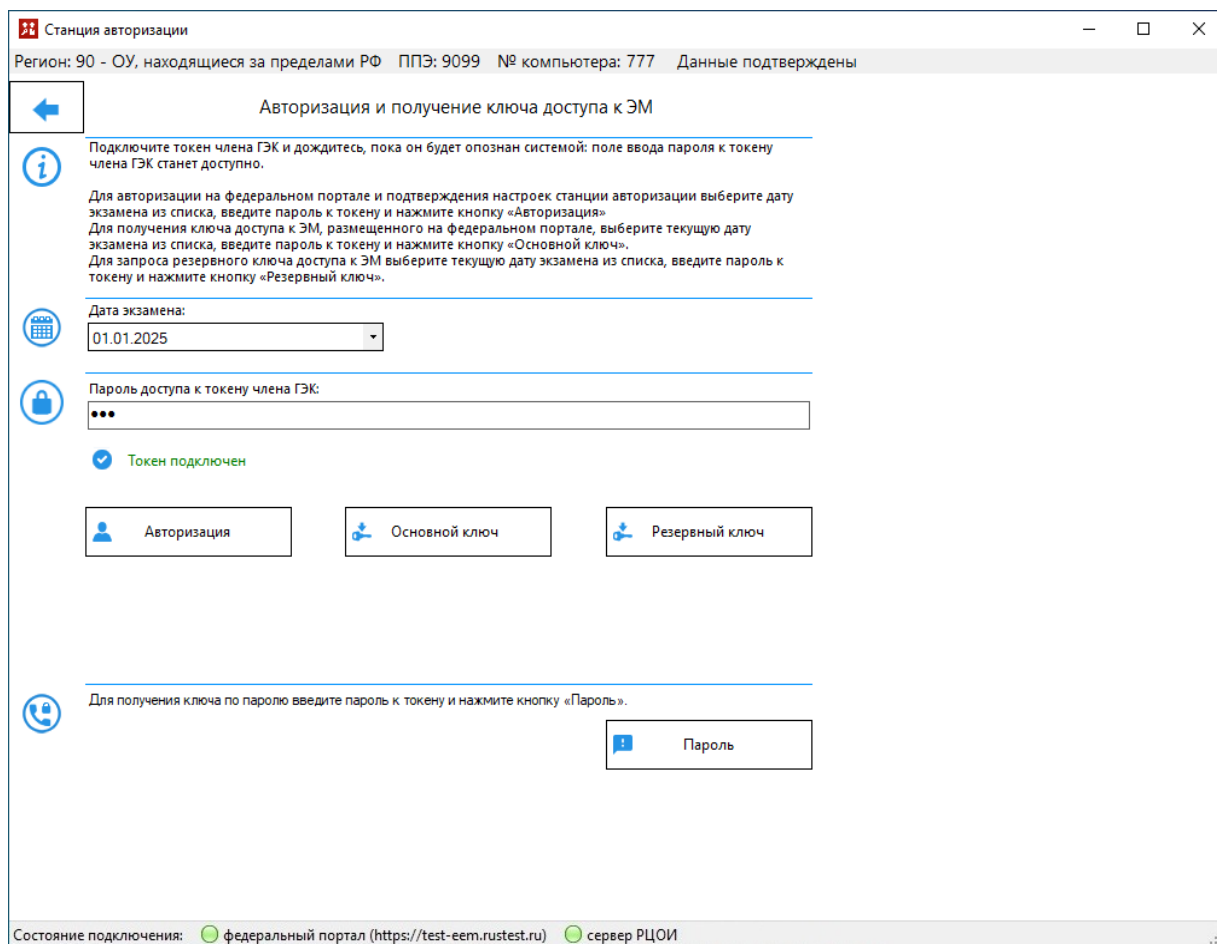 Станция авторизации
Регион: 90 - ОУ, находящиеся за пределами РФ ППЭ: 9099 № компьютера: 777 Данные подтверждены
Авторизация и получение ключа доступа к ЭМ
Подключите токен члена ГЭК и дождитесь, пока он будет опознан системой: поле ввода пароля к токену
члена ГЭК станет доступно.
Для авторизации на федеральном портале и подтверждения настроек станции авторизации выберите дату
экзамена из списка, введите пароль к токену и нажмите кнопку «Авторизация»
Для получения ключа доступа к ЭМ, размещенного на федеральном портале, выберите текущую дату
экзамена из списка, введите пароль к токену и нажмите кнопку «Основной ключ».
Для запроса резервного ключа доступа к ЭМ выберите текущую дату экзамена из списка, введите пароль к
токену и нажмите кнопку «Резервный ключ».
Дата экзамена:
01.01.2025
Пароль доступа к токену члена ГЭК:
•••
Токен подключен
Авторизация Основной ключ Резервный ключ
Для получения ключа по паролю введите пароль к токену и нажмите кнопку «Пароль».
Пароль
Состояние подключения: федеральный портал (https://test-eem.rustest.ru) сервер РЦОИ